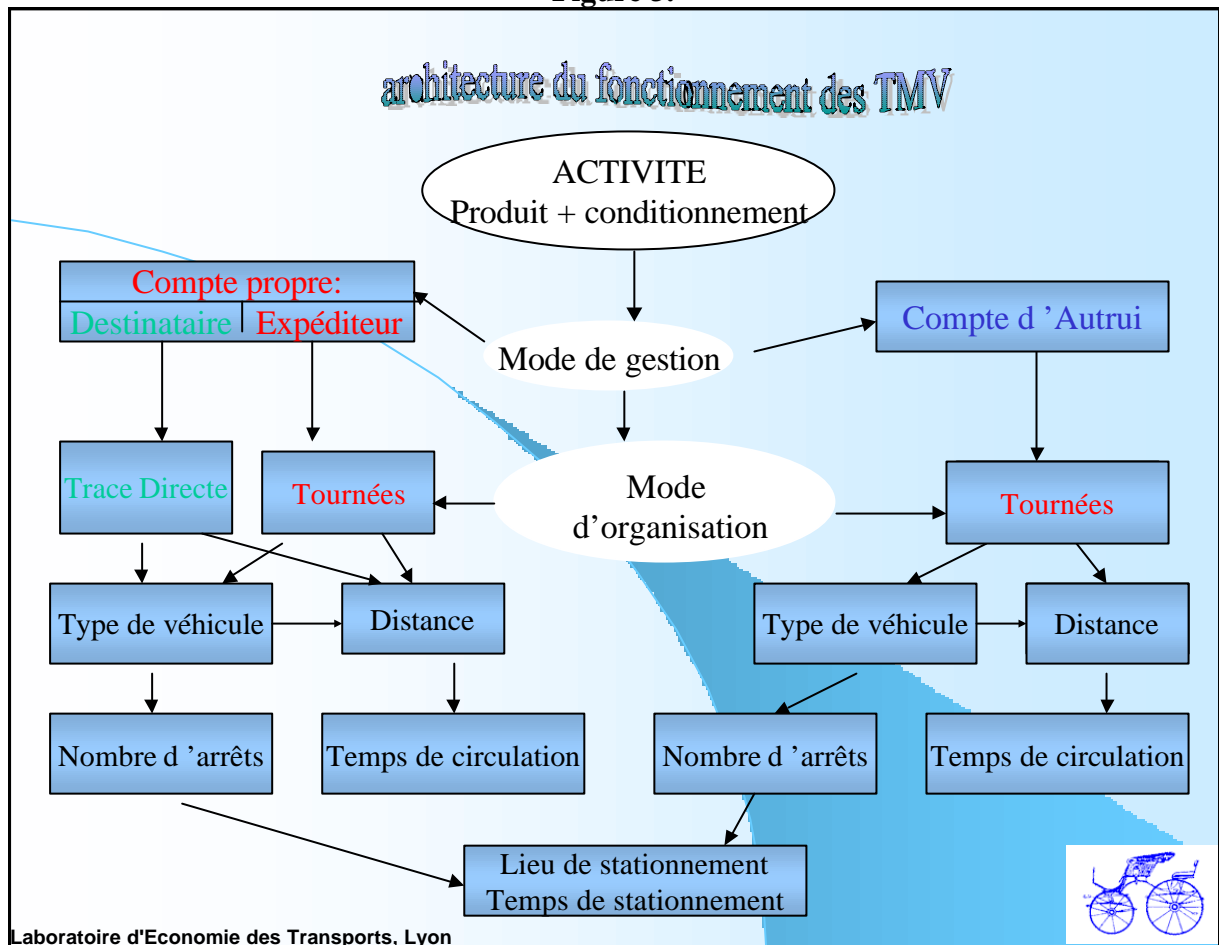 architecture du fonctionnement des TMV
ACTIVITE
Produit + conditionnement
Compte propre:
Destinataire
Expéditeur
Mode de gestion
Compte d ’Autrui
Trace Directe
Tournées
Mode
d’organisation
Tournées
Type de véhicule
Distance
Type de véhicule
Distance
Nombre d ’arrêts
Temps de circulation
Nombre d ’arrêts
Temps de circulation
Lieu de stationnement
Temps de stationnement
Laboratoire d'Economie des Transports, Lyon